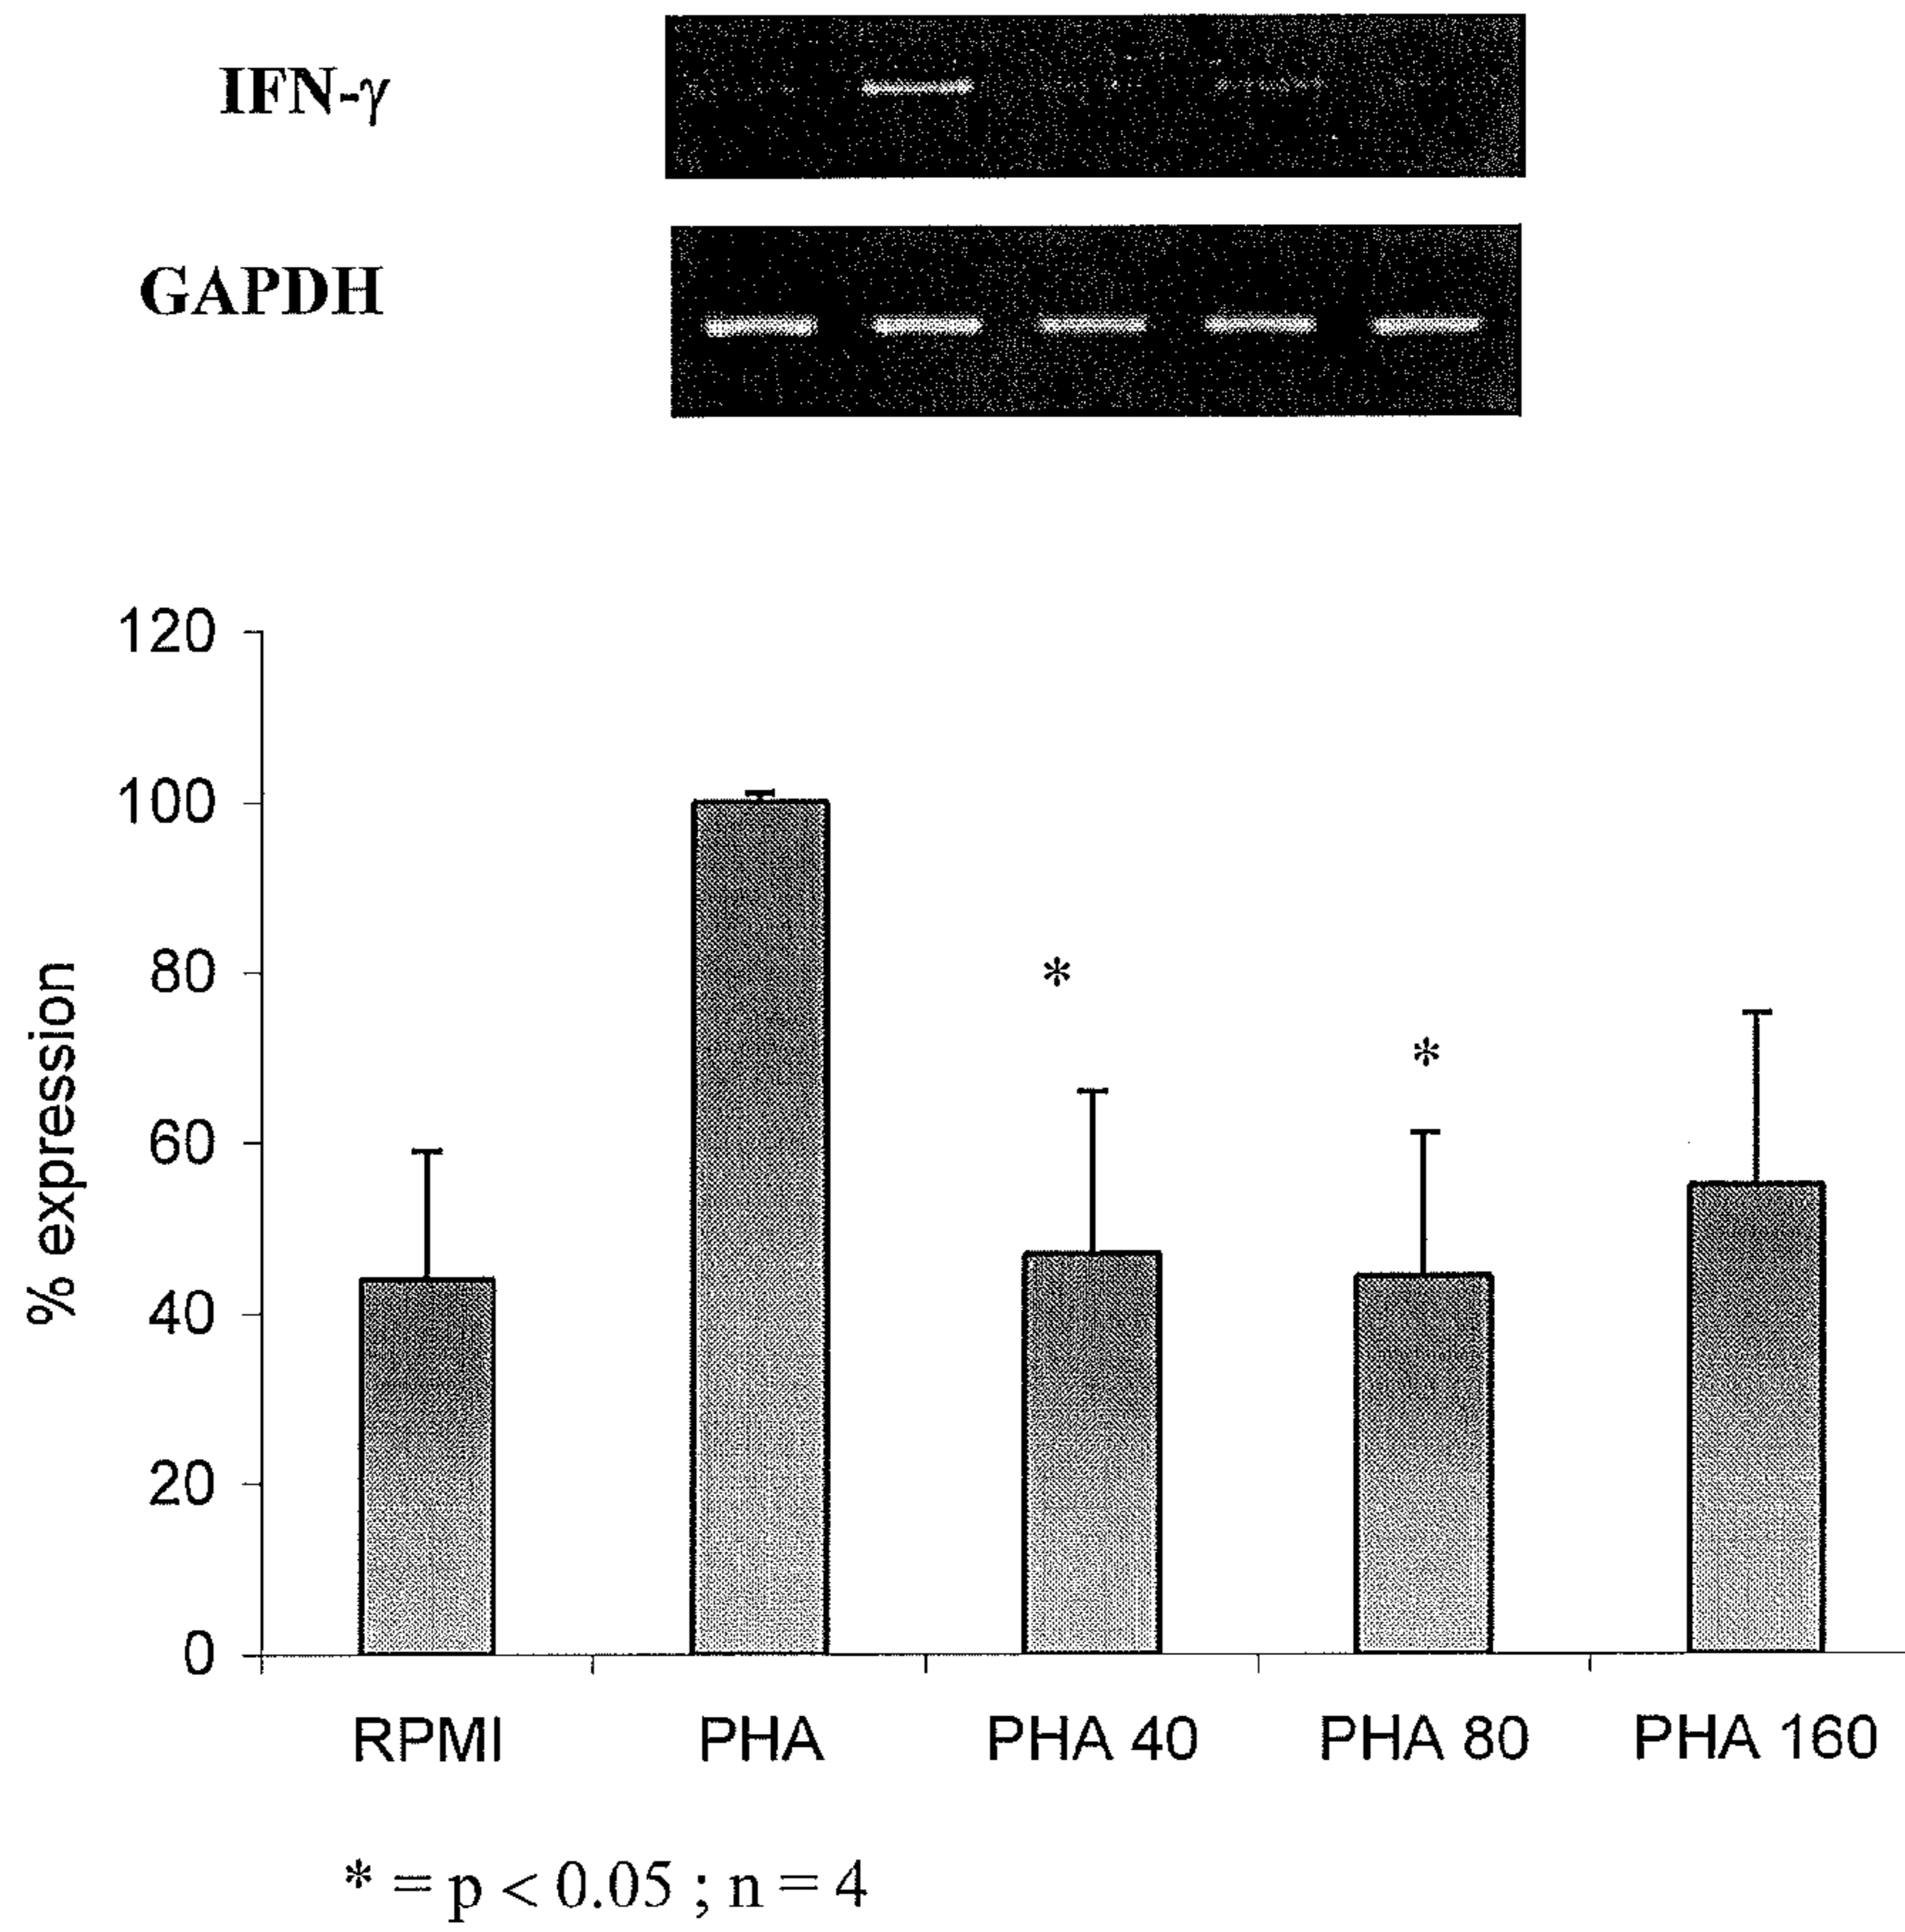 IFN-γ
GAPDH
120
100
80
60
40
20
0
% expression
*
*
RPMI PHA PHA 40 PHA 80 PHA 160
* = p < 0.05 ; n = 4